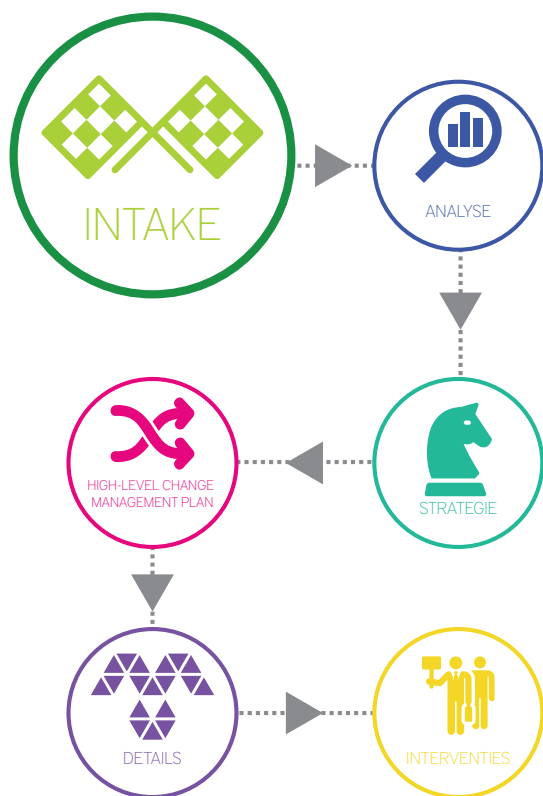 INTAKE
ANALYSE
STRATEGIE
HIGH-LEVEL CHANGE
MANAGEMENT PLAN
DETAILS
INTERVENTIES